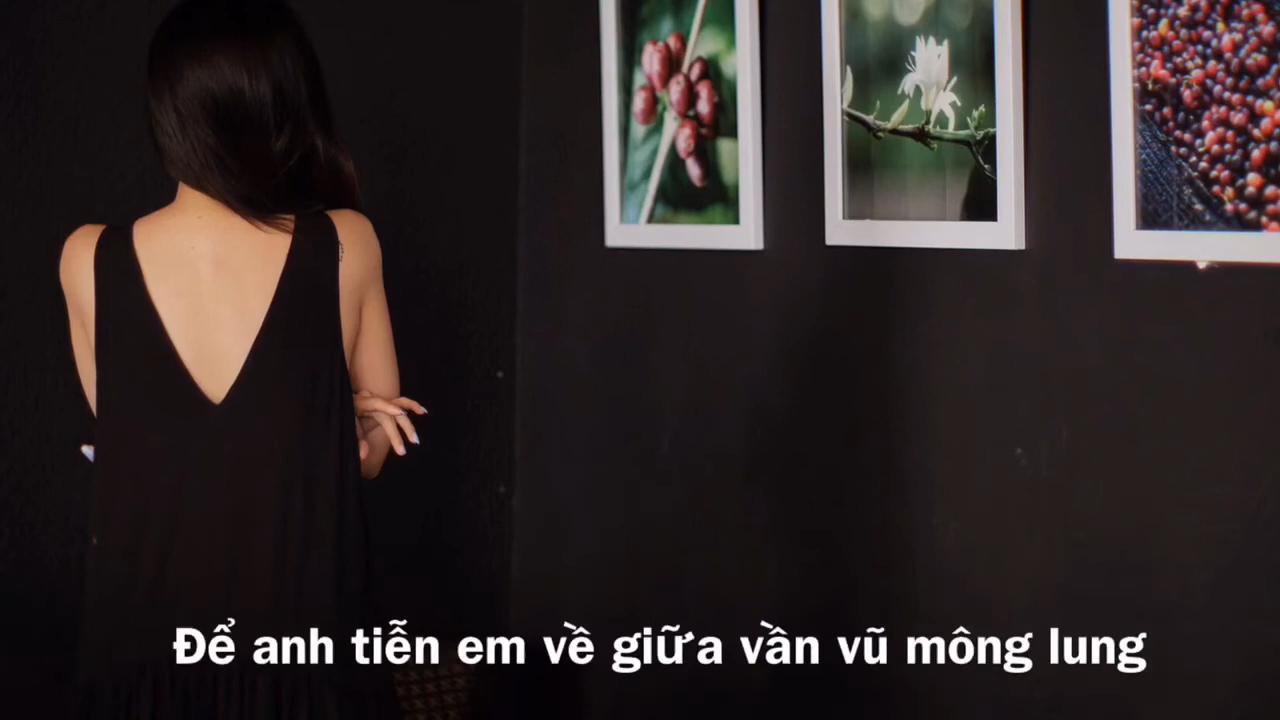 Để anh tiễn em về giữa vần vũ mông lung